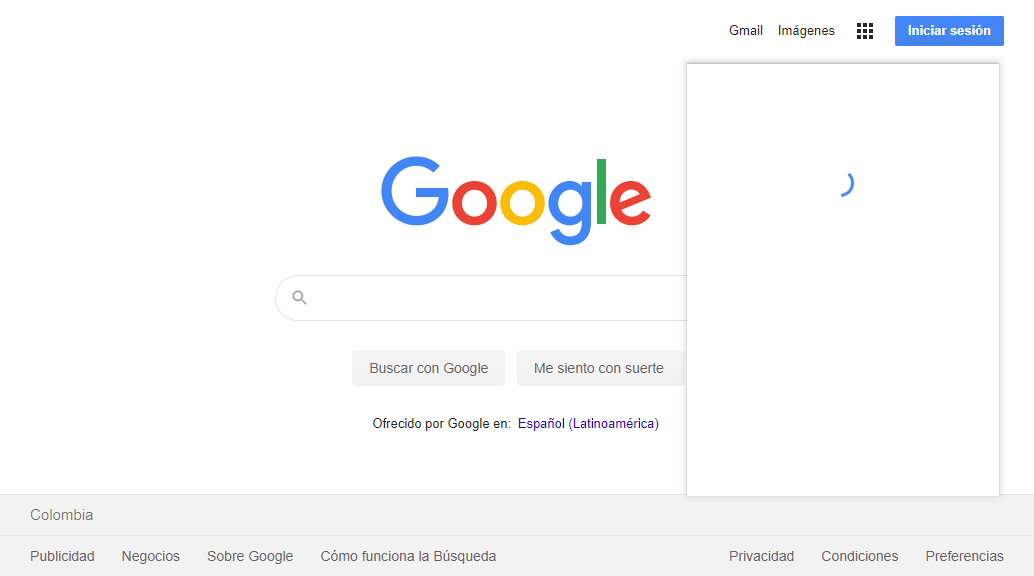 Gmail Imágenes Iniciar sesión
Google
Buscar con Google Me siento con suerte
Ofrecido por Google en: Español (Latinoamérica)
Colombia
Publicidad Negocios Sobre Google Cómo funciona la Búsqueda Privacidad Condiciones Preferencias